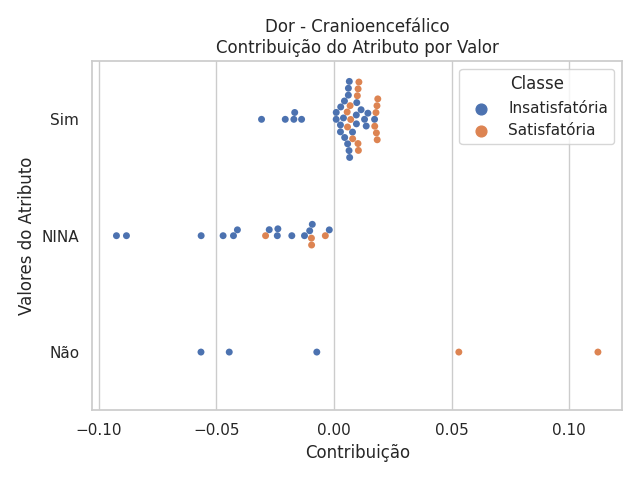 Dor - Cranioencefálico
Contribuição do Atributo por Valor
Classe
Insatisfatória
Satisfatória
Valores do Atributo
Sim
NINA
Não
−0.10
−0.05
0.00
0.05
0.10
Contribuição